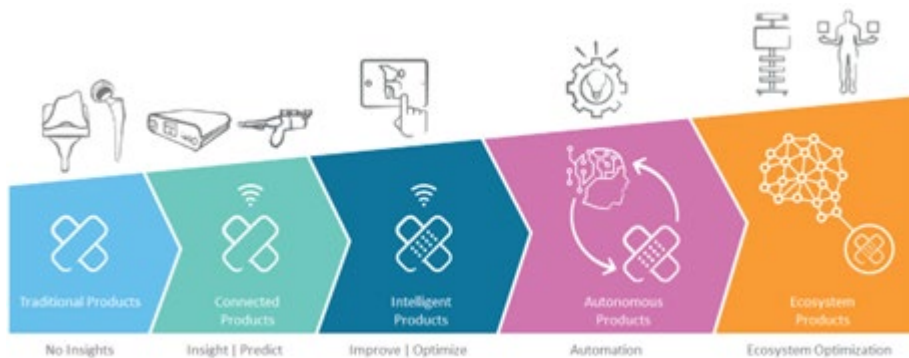 Traditional Products
Connected
Products
Intelligent
Products
Autonomous
Products
Ecosystem
Products
No Insights
Insight | Predict
Improve | Optimize
Automation
Ecosystem Optimization